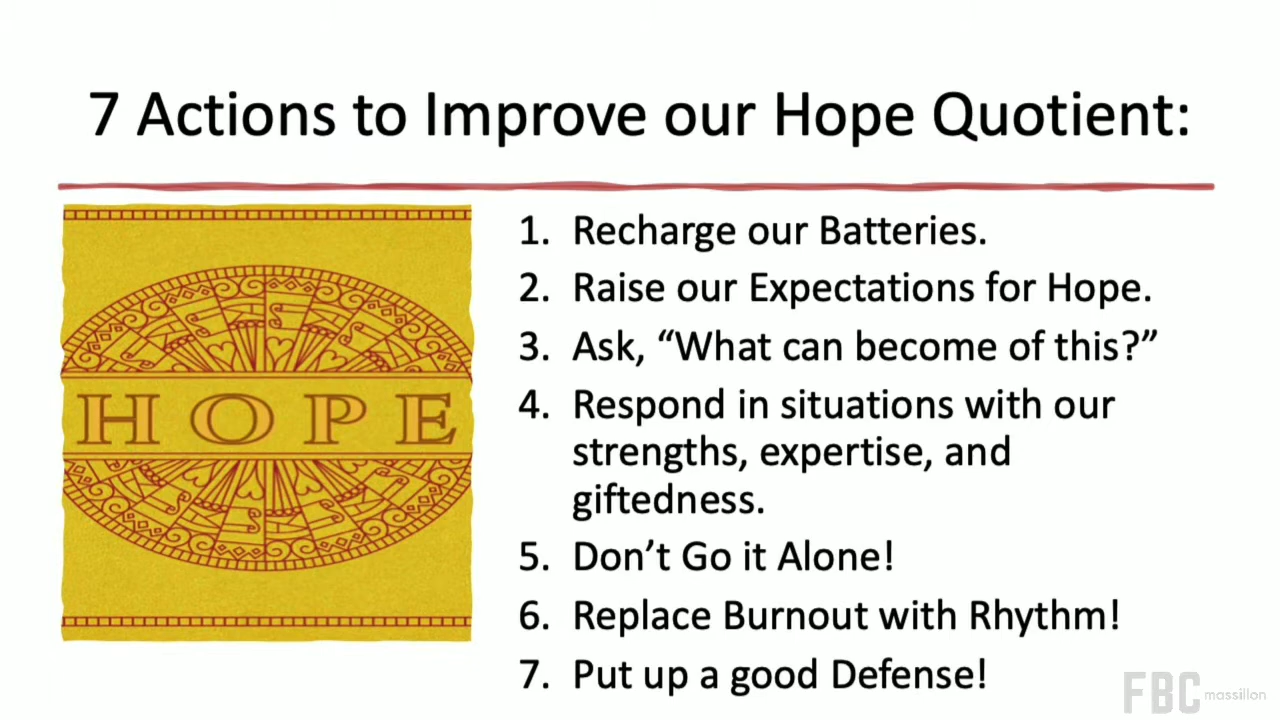 7 Actions to Improve our Hope Quotient:
HOPE
1. Recharge our Batteries.
2. Raise our Expectations for Hope.
3. Ask, “What can become of this?”
4. Respond in situations with our
strengths, expertise, and
giftedness.
5. Don’t Go it Alone!
6. Replace Burnout with Rhythm!
7. Put up a good Defense!
FBC massillon